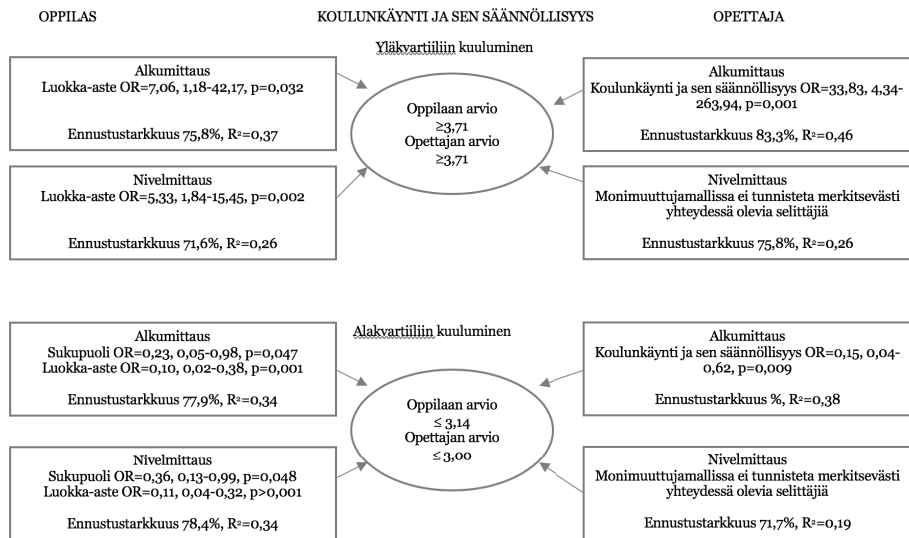 OPPILAS
KOULUNKÄYNTI JA SEN SÄÄNNÖLLISYYS
OPETTAJA
Yläkvartiiliin kuuluminen
Alkumittaus
Luokka-aste OR=7,06, 1,18-42,17, p=0,032
Ennustustarkkuus 75,8%, R²=0,37
Nivelmittaus
Luokka-aste OR=5,33, 1,84-15,45, p=0,002
Ennustustarkkuus 71,6%, R²=0,26
Oppilaan arvio
≥3,71
Opettajan arvio
≥3,71
Alkumittaus
Koulunkäynti ja sen säännöllisyys OR=33,83, 4,34-
263,94, p=0,001
Ennustustarkkuus 83,3%, R²=0,46
Nivelmittaus
Monimuuttujamallissa ei tunnisteta merkitsevästi
yhteydessä olevia selittäjiä
Ennustustarkkuus 75,8%, R²=0,26
Alakvartiiliin kuuluminen
Alkumittaus
Sukupuoli OR=0,23, 0,05-0,98, p=0,047
Luokka-aste OR=0,10, 0,02-0,38, p=0,001
Ennustustarkkuus 77,9%, R²=0,34
Nivelmittaus
Sukupuoli OR=0,36, 0,13-0,99, p=0,048
Luokka-aste OR=0,11, 0,04-0,32, p>0,001
Ennustustarkkuus 78,4%, R²=0,34
Oppilaan arvio
≤ 3,14
Opettajan arvio
≤ 3,00
Alkumittaus
Koulunkäynti ja sen säännöllisyys OR=0,15, 0,04-
0,62, p=0,009
Ennustustarkkuus %, R²=0,38
Nivelmittaus
Monimuuttujamallissa ei tunnisteta merkitsevästi
yhteydessä olevia selittäjiä
Ennustustarkkuus 71,7%, R²=0,19